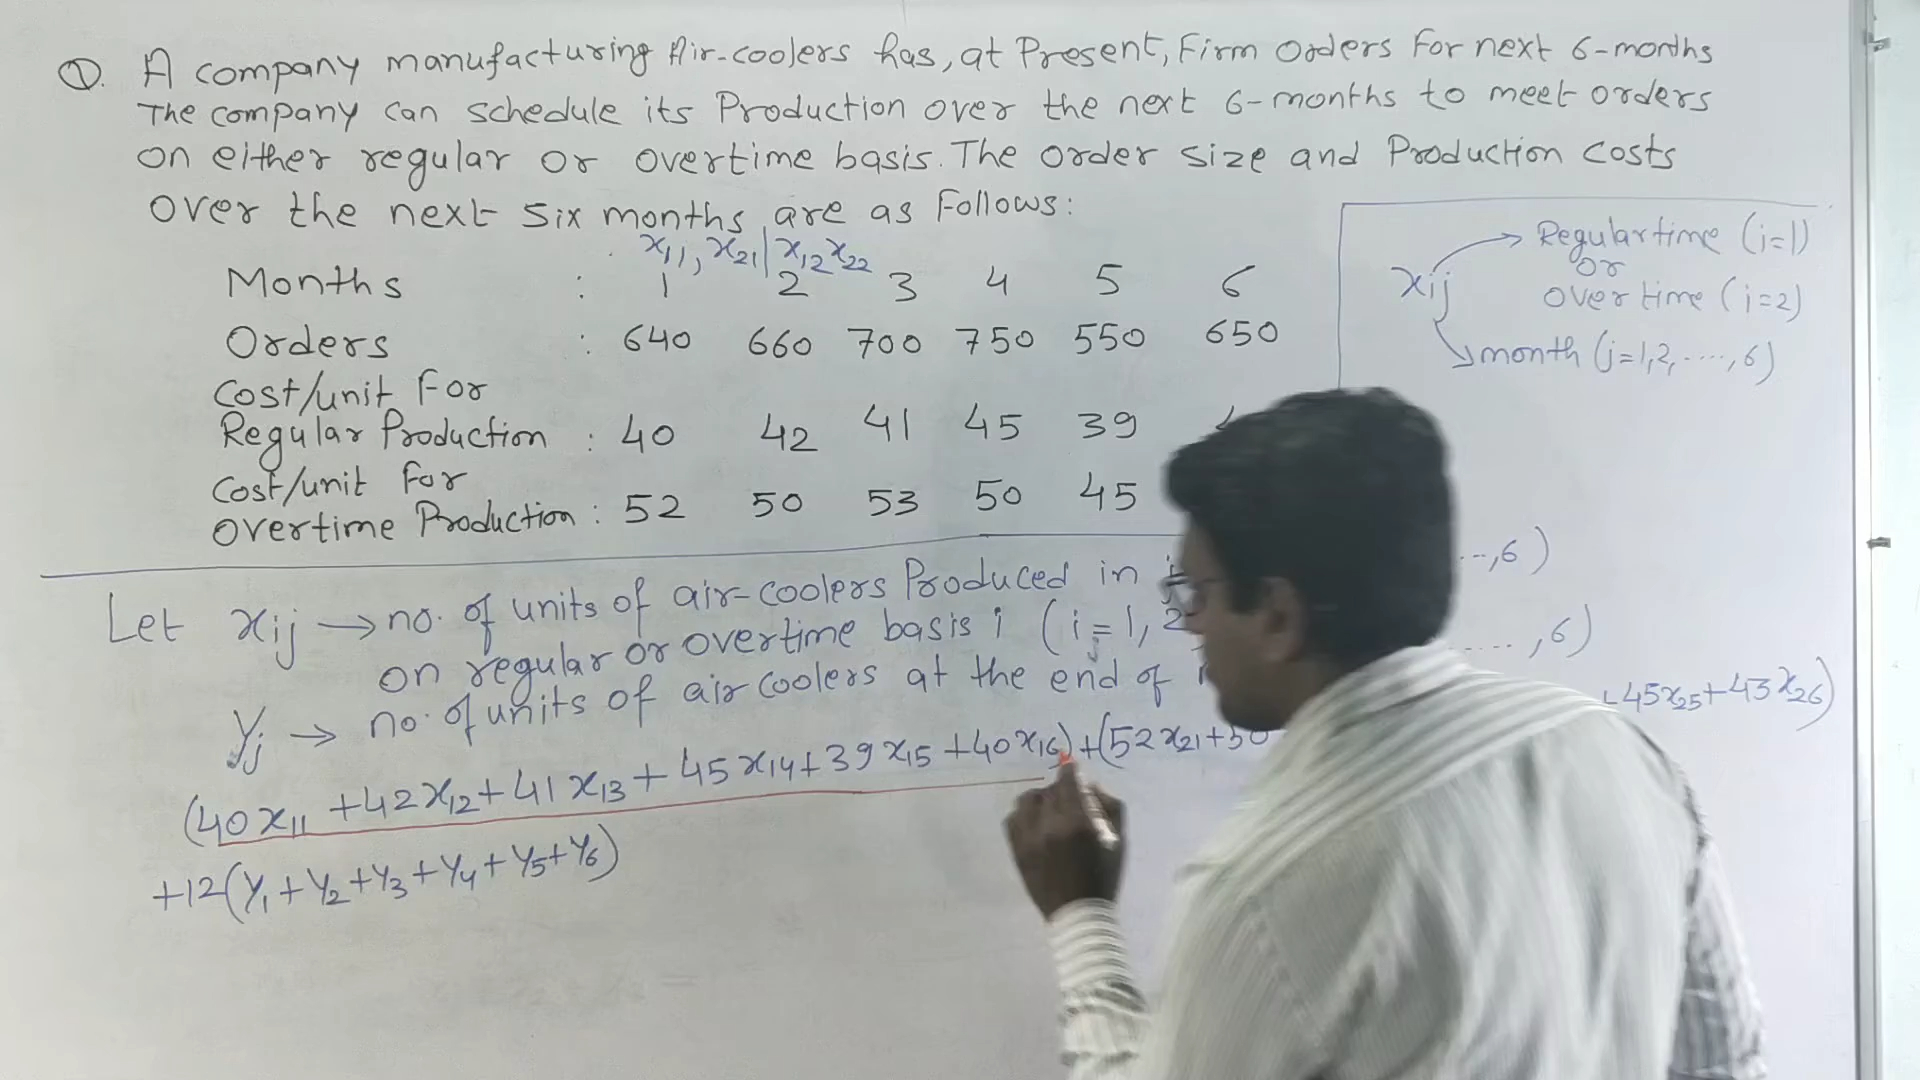 ①. A company manufacturing Air-coolers has, at Present, Firm orders For next 6-months
The company can schedule its Production over the next 6-months to meet orders
on either regular or overtime basis. The order size and Production costs
over the next six months are as Follows:
x11, x21 | x12 x22
Months : 1 2 3 4 5 6
Orders : 640 660 700 750 550 650
Cost/unit For
Regular Production : 40 42 41 45 39
Cost/unit For
overtime Production : 52 50 53 50 45
xij
Regular time (i=1)
or
over time (i=2)
month (j=1,2,....,6)
Let xij → no. of units of air-coolers Produced in ...,6)
on regular or overtime basis i (i=1, 2
Yj → no. of units of air coolers at the end of ....., 6)
(40x11 +42x12+41x13+45x14+39x15+40x16)+(52x21+50 +45x25+43x26)
+12(Y1+Y2+Y3+Y4+Y5+Y6)